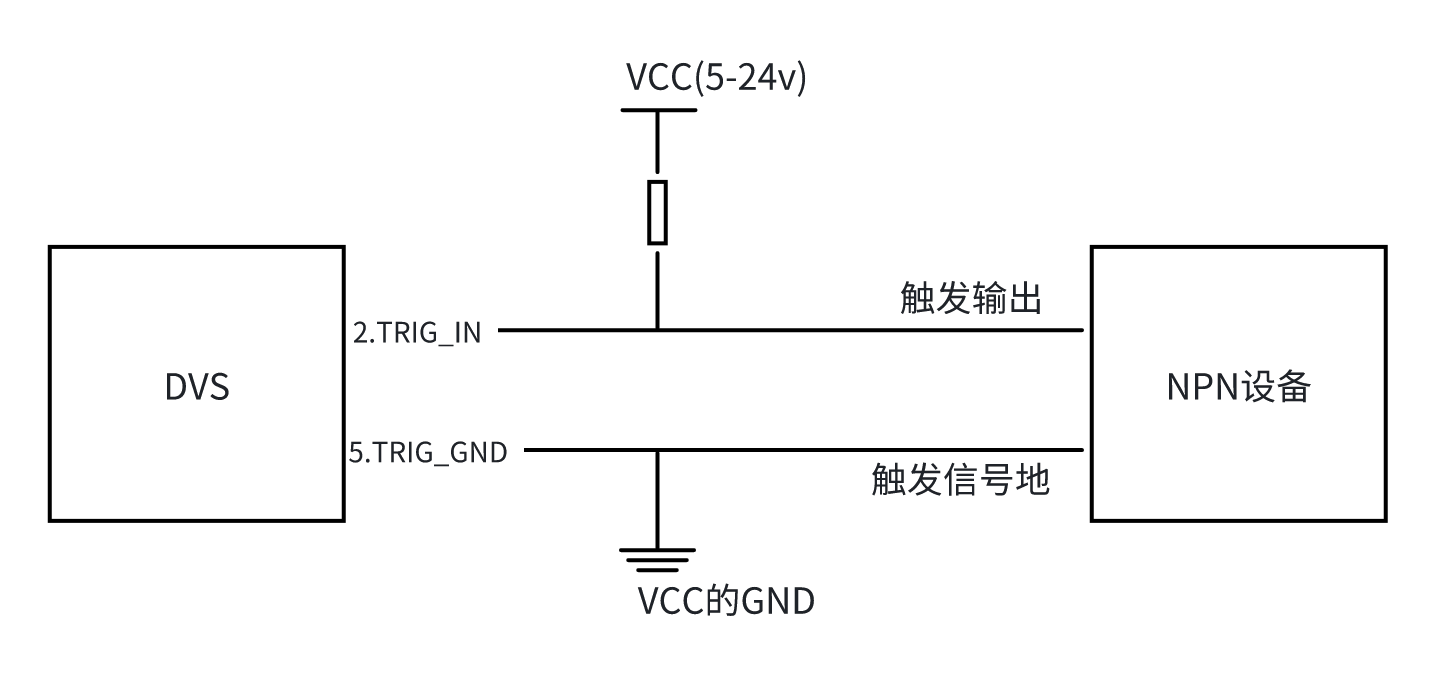 VCC(5-24v)
触发输出
2.TRIG_IN
DVS
NPN设备
5.TRIG_GND
触发信号地
VCC的GND